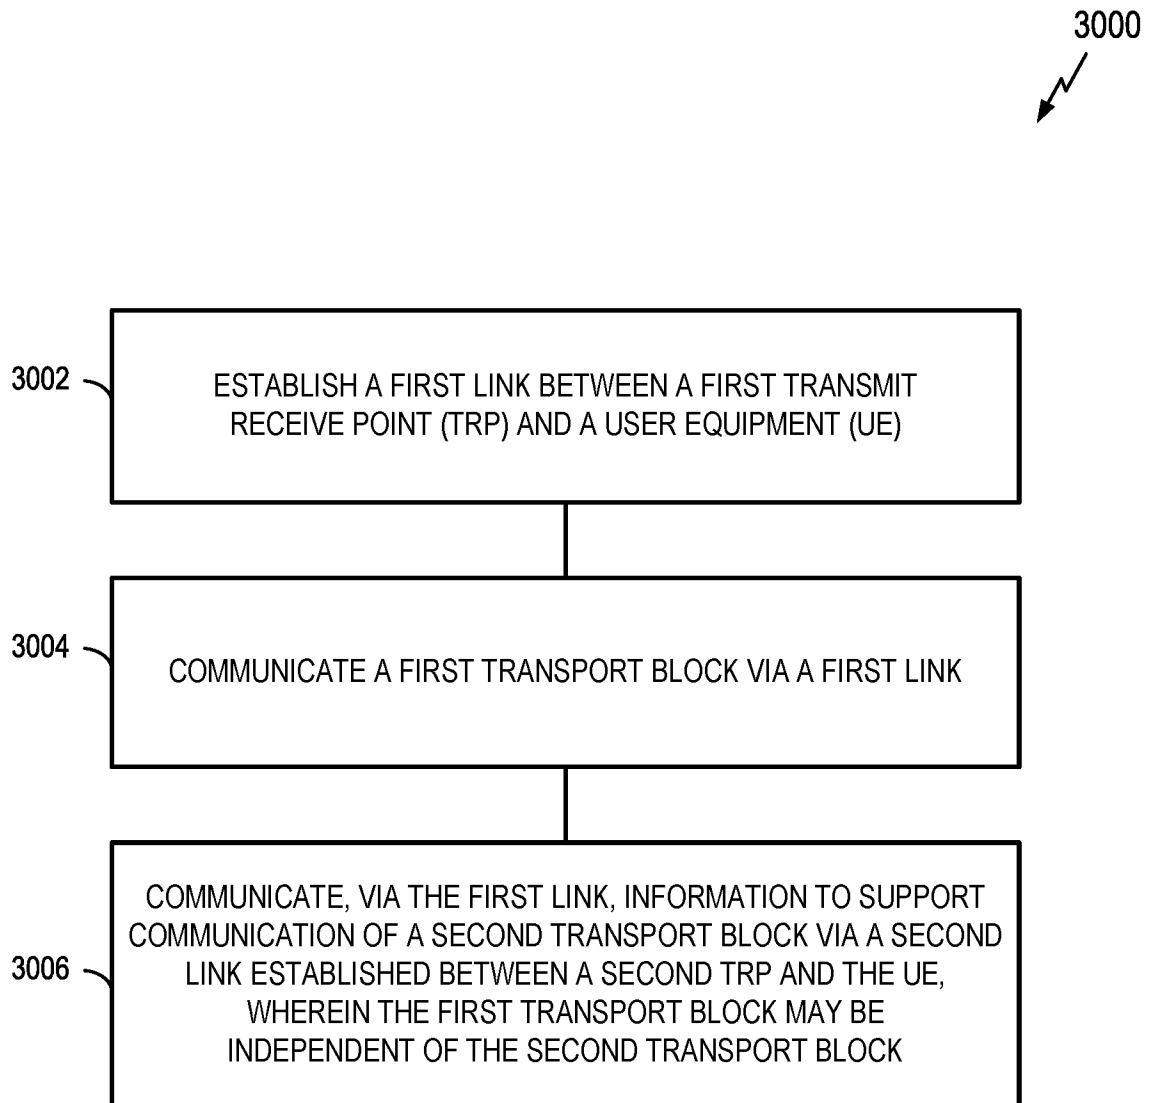 3000
3002
ESTABLISH A FIRST LINK BETWEEN A FIRST TRANSMIT
RECEIVE POINT (TRP) AND A USER EQUIPMENT (UE)
3004
COMMUNICATE A FIRST TRANSPORT BLOCK VIA A FIRST LINK
3006
COMMUNICATE, VIA THE FIRST LINK, INFORMATION TO SUPPORT
COMMUNICATION OF A SECOND TRANSPORT BLOCK VIA A SECOND
LINK ESTABLISHED BETWEEN A SECOND TRP AND THE UE,
WHEREIN THE FIRST TRANSPORT BLOCK MAY BE
INDEPENDENT OF THE SECOND TRANSPORT BLOCK